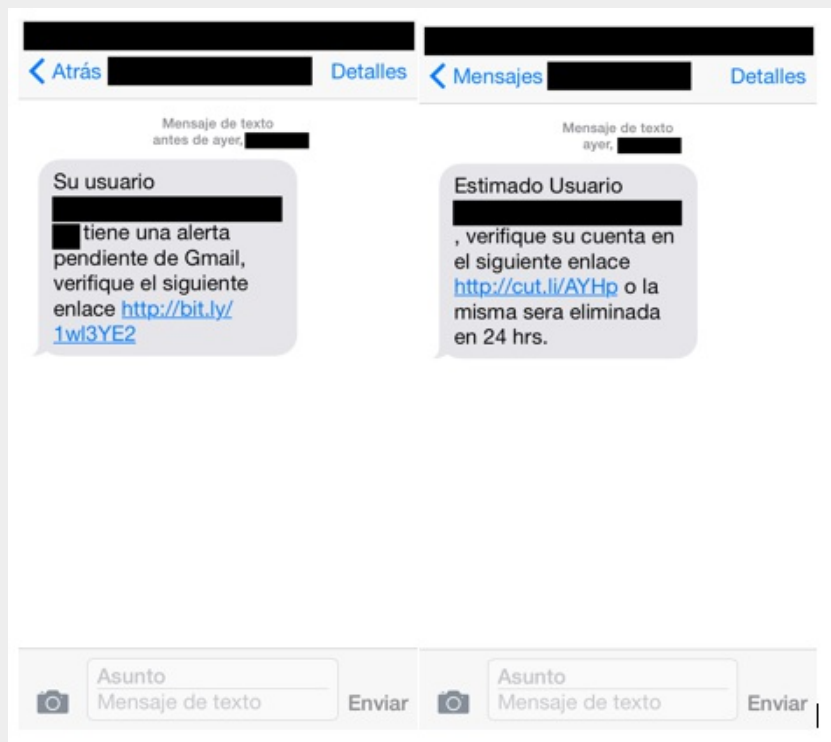 Atrás
Detalles
Mensaje de texto
antes de ayer,
Su usuario
tiene una alerta
pendiente de Gmail,
verifique el siguiente
enlace http://bit.ly/
1wl3YE2
Asunto
Mensaje de texto
Enviar
Mensajes
Detalles
Mensaje de texto
ayer,
Estimado Usuario
, verifique su cuenta en
el siguiente enlace
http://cut.li/AYHp o la
misma sera eliminada
en 24 hrs.
Asunto
Mensaje de texto
Enviar